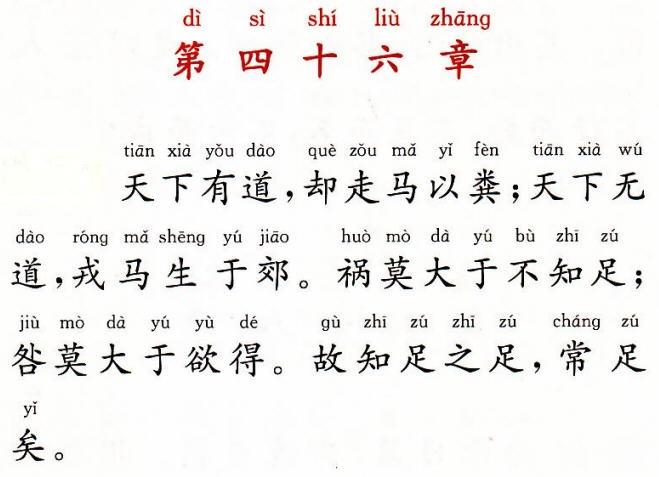 dì sì shí liù zhāng
第四十六章
tiān xià yǒu dào què zǒu mǎ yǐ fèn tiān xià wú
天下有道，却走马以粪；天下无
dào róng mǎ shēng yú jiāo huò mò dà yú bù zhī zú
道，戎马生于郊。祸莫大于不知足；
jiù mò dà yú yù dé gù zhī zú zhī zú cháng zú
咎莫大于欲得。故知足之足，常足
yǐ
矣。